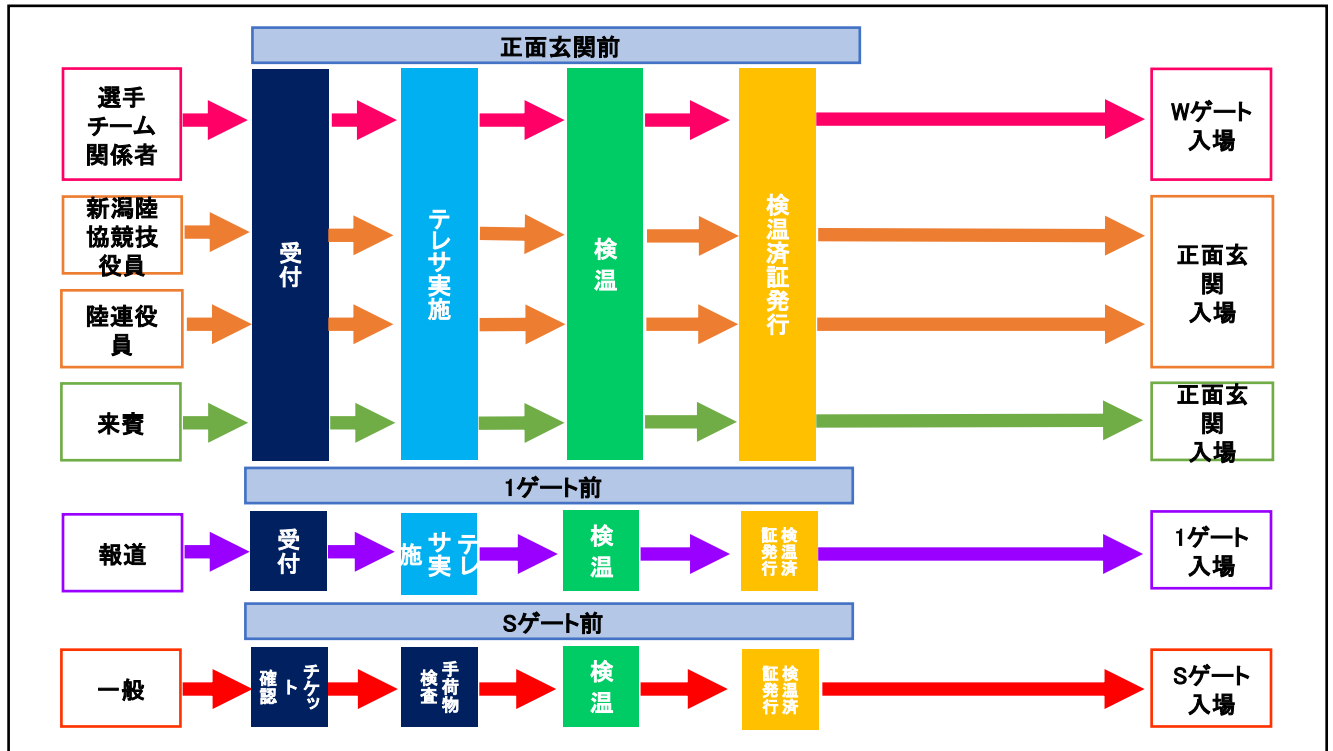 正面玄関前
選手
チーム
関係者
新潟陸
協競技
役員
陸連役
員
来賓
受付
テレサ実施
検温
検温済証発行
Wゲート
入場
正面玄
関
入場
正面玄
関
入場
1ゲート前
報道
受付
テレ
サ実
施
検温
検温済
証発行
1ゲート
入場
Sゲート前
一般
チケッ
ト
確認
手荷物
検査
検温
検温済
証発行
Sゲート
入場